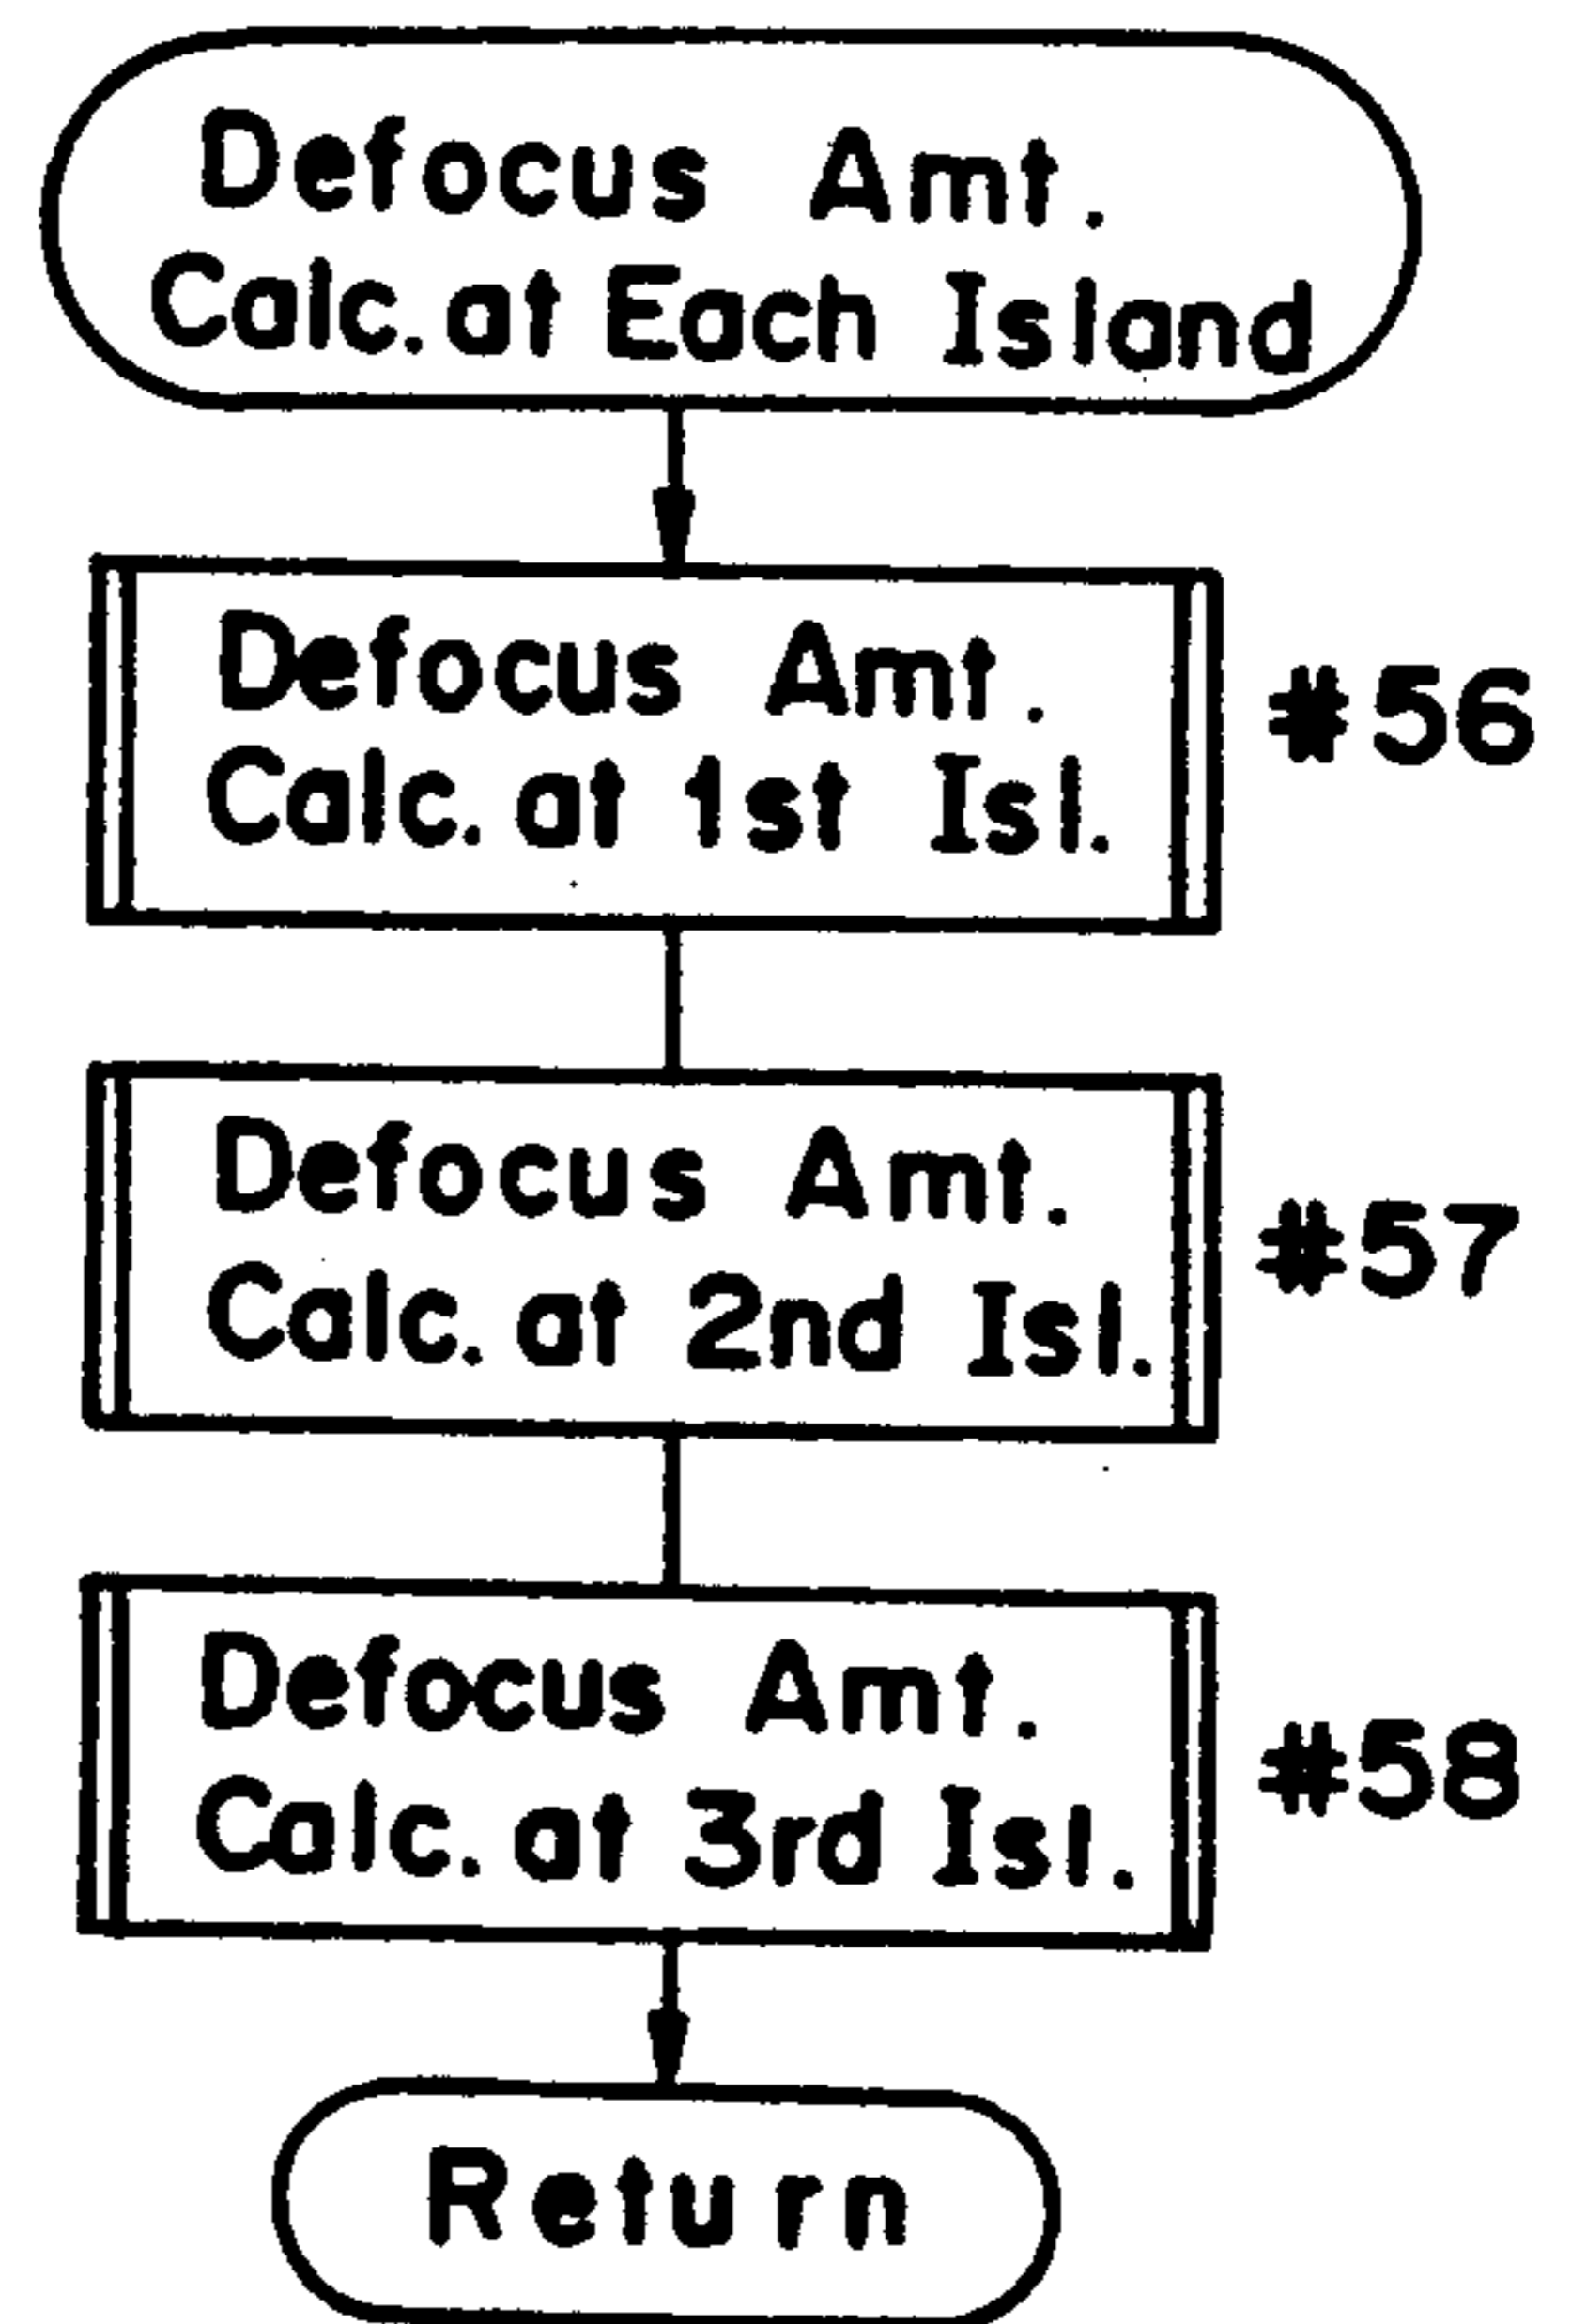 Defocus Amt.
Calc. at Each Island
Defocus Amt.
Calc. at 1st Isl.
#56
Defocus Amt.
Calc. at 2nd Isl.
#57
Defocus Amt.
Calc. at 3rd Isl.
#58
Return